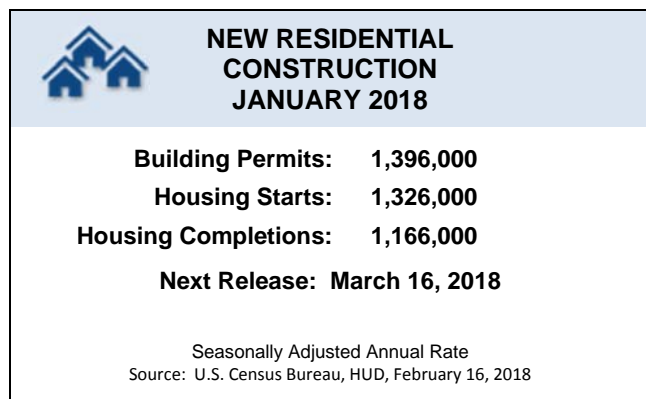 NEW RESIDENTIAL
CONSTRUCTION
JANUARY 2018
Building Permits: 1,396,000
Housing Starts: 1,326,000
Housing Completions: 1,166,000
Next Release: March 16, 2018
Seasonally Adjusted Annual Rate
Source: U.S. Census Bureau, HUD, February 16, 2018